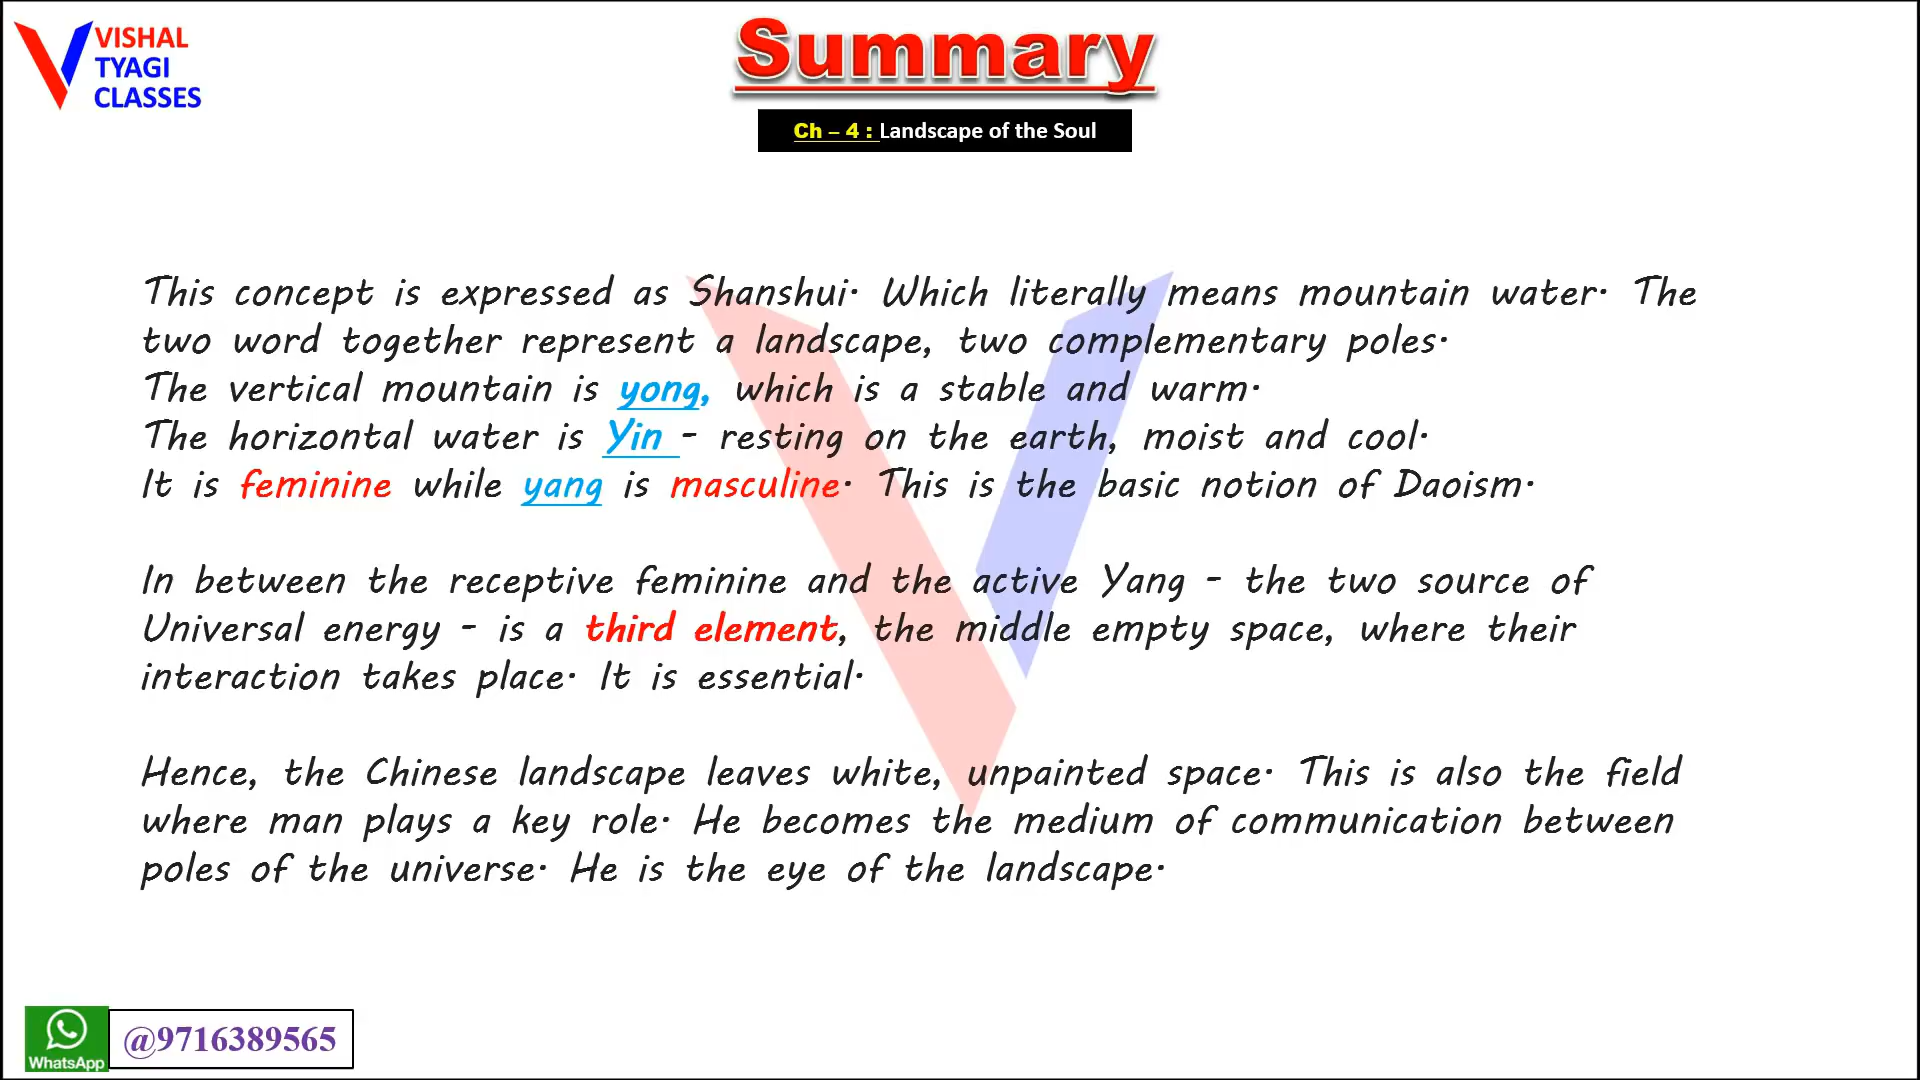 VISHAL
TYAGI
CLASSES
Summary
Ch – 4 : Landscape of the Soul
This concept is expressed as Shanshui. Which literally means mountain water. The
two word together represent a landscape, two complementary poles.
The vertical mountain is yong, which is a stable and warm.
The horizontal water is Yin - resting on the earth, moist and cool.
It is feminine while yang is masculine. This is the basic notion of Daoism.
In between the receptive feminine and the active Yang - the two source of
Universal energy - is a third element, the middle empty space, where their
interaction takes place. It is essential.
Hence, the Chinese landscape leaves white, unpainted space. This is also the field
where man plays a key role. He becomes the medium of communication between
poles of the universe. He is the eye of the landscape.
WhatsApp
@9716389565